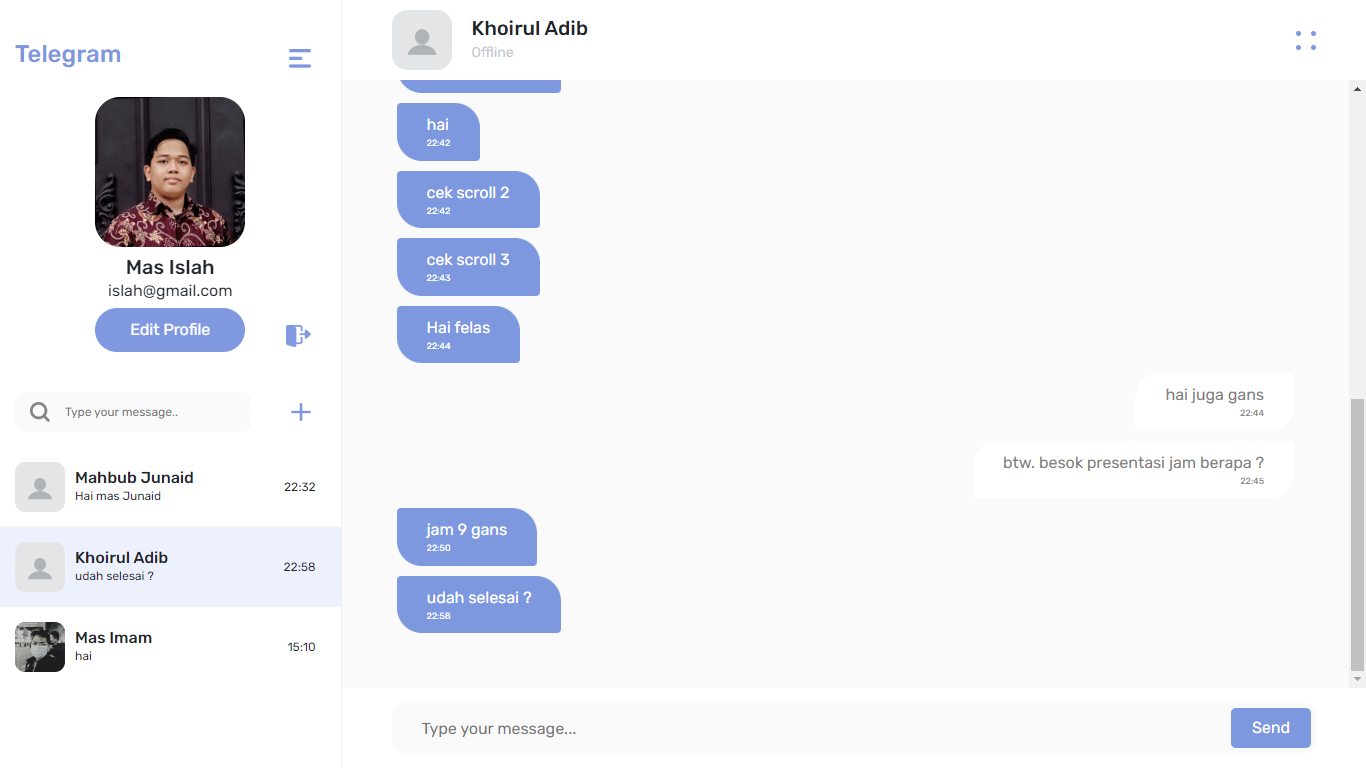 Telegram
Mas Islah
islah@gmail.com
Edit Profile
Type your message..
Mahbub Junaid
Hai mas Junaid
22:32
Khoirul Adib
udah selesai ?
22:58
Mas Imam
hai
15:10
Khoirul Adib
Offline
hai
22:42
cek scroll 2
22:42
cek scroll 3
22:43
Hai felas
22:44
hai juga gans
22:44
btw. besok presentasi jam berapa ?
22:45
jam 9 gans
22:50
udah selesai ?
22:58
Type your message...
Send